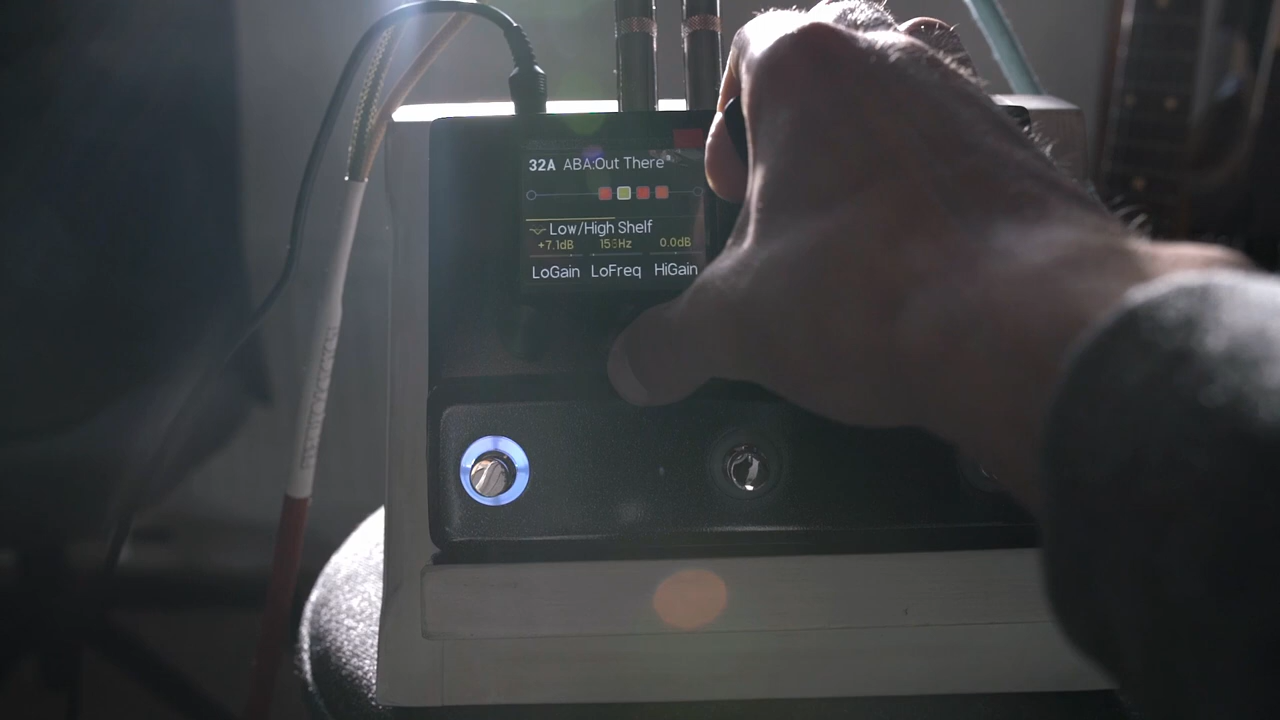 32A ABA:Out There
Low/High Shelf
+7.1dB 0.0dB
LoGain LoFreq HiGain